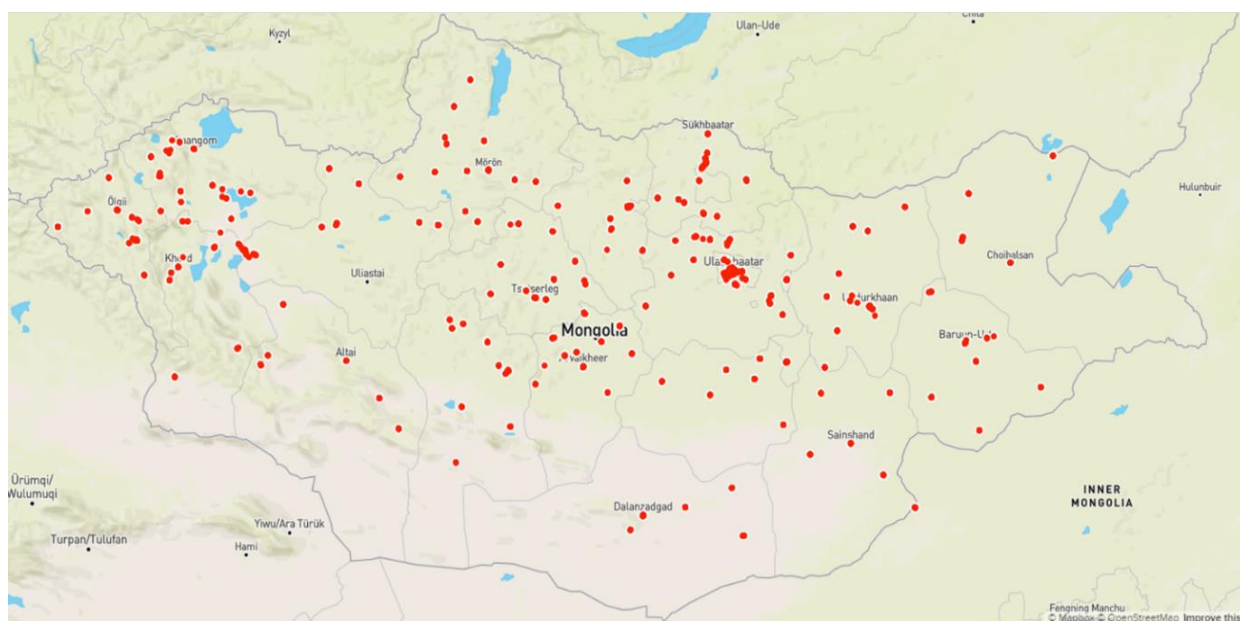 Chita
Ulan-Ude
Kyzyl
Sükhbaatar
Mörön
Hulunbuir
Ölgii
Choibalsan
Uliastai
Mongolia
Altai
Sainshand
Ürümqi/
Wulumuqi
INNER
MONGOLIA
Dalanzadgad
Yiwu/Ara Türük
Turpan/Tulufan
Hami
Fengning Manchu
© Mapbox © OpenStreetMap Improve this